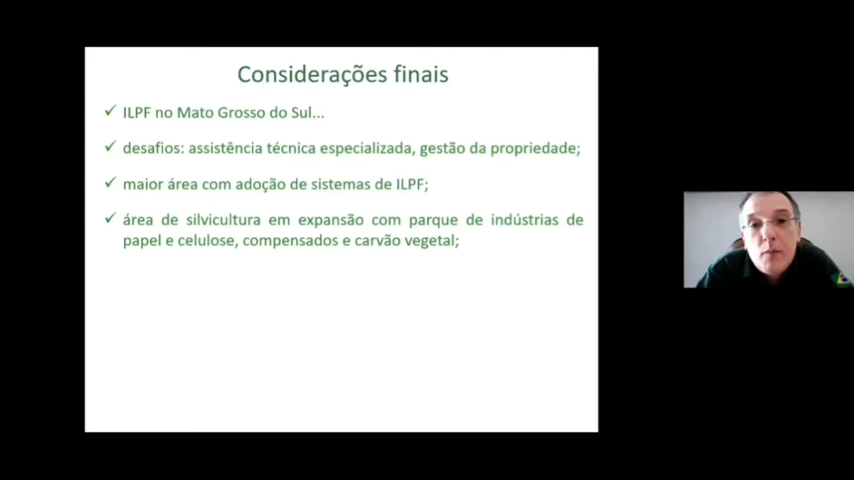 Considerações finais
✓ ILPF no Mato Grosso do Sul...
✓ desafios: assistência técnica especializada, gestão da propriedade;
✓ maior área com adoção de sistemas de ILPF;
✓ área de silvicultura em expansão com parque de indústrias de
papel e celulose, compensados e carvão vegetal;